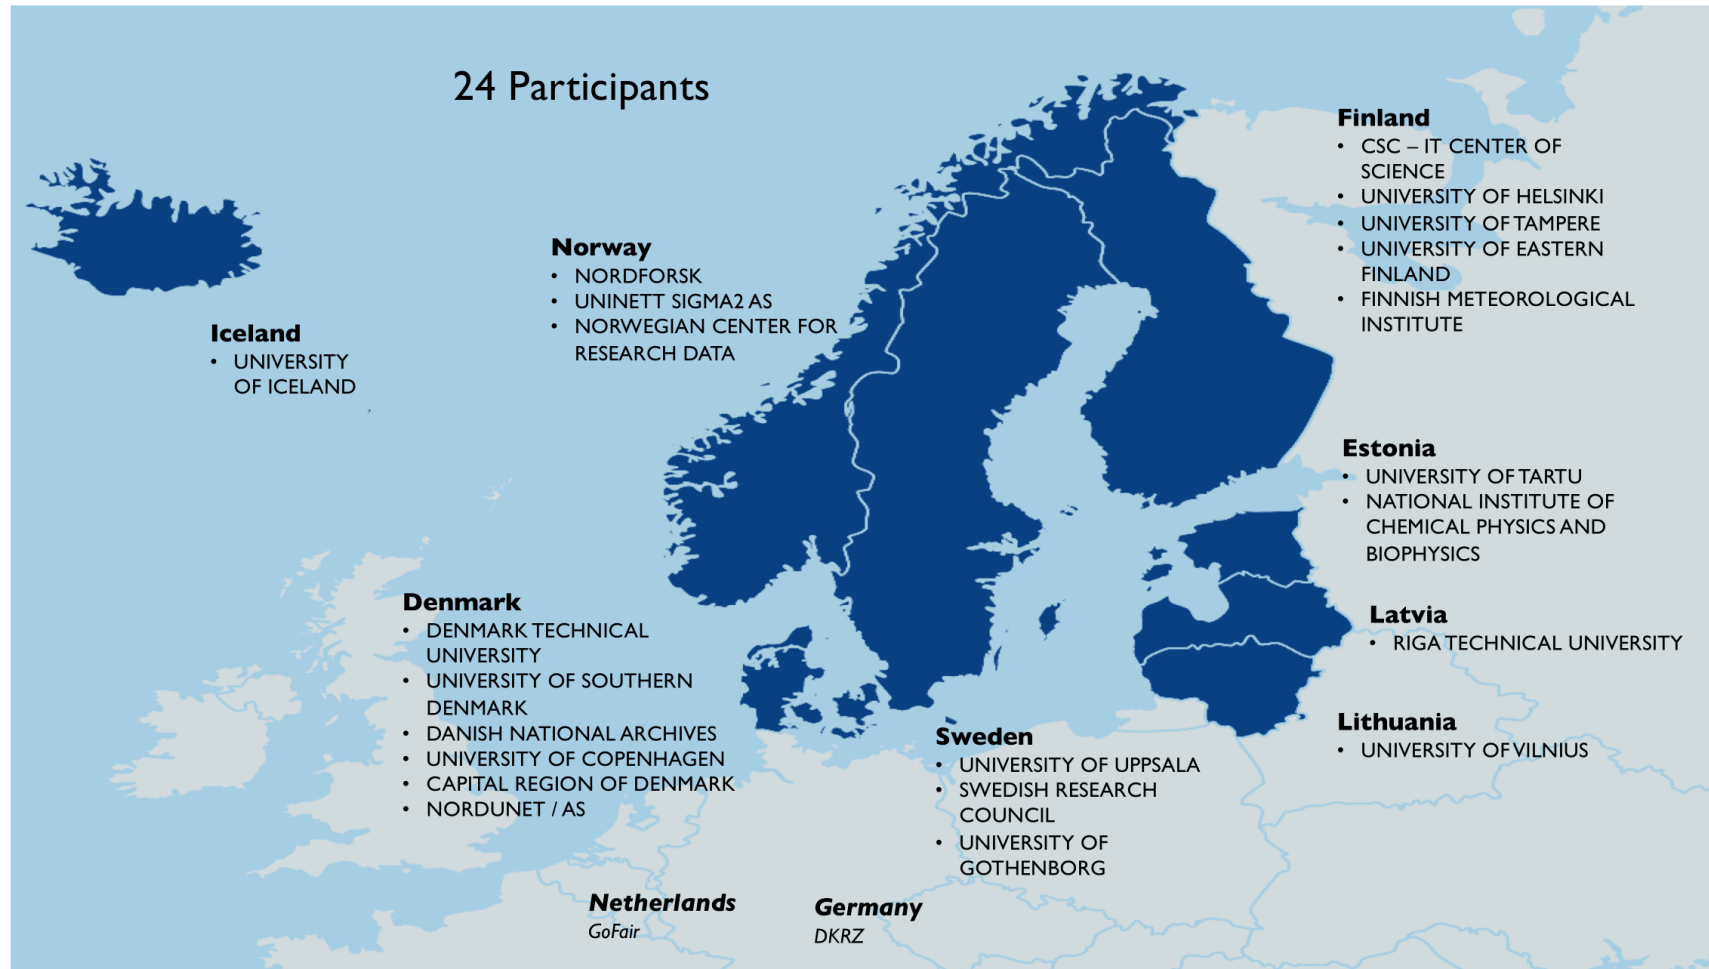 24 Participants
Finland
• CSC – IT CENTER OF
SCIENCE
• UNIVERSITY OF HELSINKI
• UNIVERSITY OF TAMPERE
• UNIVERSITY OF EASTERN
FINLAND
• FINNISH METEOROLOGICAL
INSTITUTE
Norway
• NORDFORSK
• UNINETT SIGMA2 AS
• NORWEGIAN CENTER FOR
RESEARCH DATA
Iceland
• UNIVERSITY
OF ICELAND
Estonia
• UNIVERSITY OF TARTU
• NATIONAL INSTITUTE OF
CHEMICAL PHYSICS AND
BIOPHYSICS
Denmark
• DENMARK TECHNICAL
UNIVERSITY
• UNIVERSITY OF SOUTHERN
DENMARK
• DANISH NATIONAL ARCHIVES
• UNIVERSITY OF COPENHAGEN
• CAPITAL REGION OF DENMARK
• NORDUNET / AS
Latvia
• RIGA TECHNICAL UNIVERSITY
Lithuania
• UNIVERSITY OF VILNIUS
Sweden
• UNIVERSITY OF UPPSALA
• SWEDISH RESEARCH
COUNCIL
• UNIVERSITY OF
GOTHENBORG
Netherlands
GoFair
Germany
DKRZ